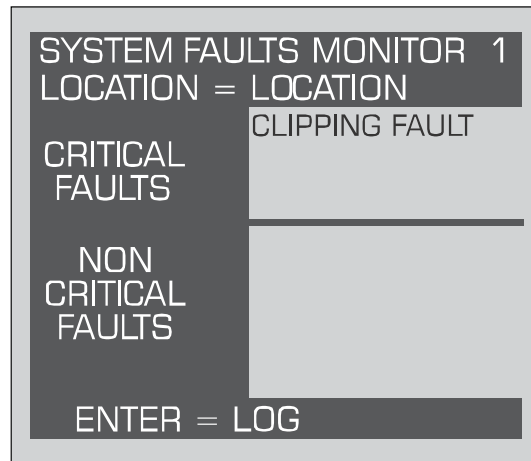 SYSTEM FAULTS MONITOR 1
LOCATION = LOCATION
CRITICAL
FAULTS
CLIPPING FAULT
NON
CRITICAL
FAULTS
ENTER = LOG